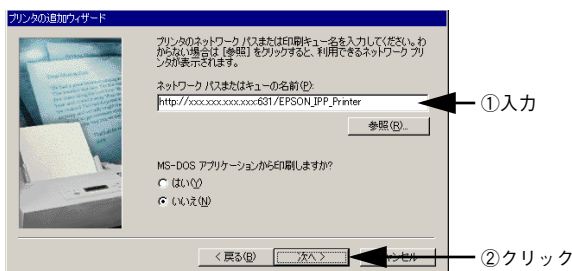 プリンタの追加ウィザード
プリンタのネットワーク パスまたは印刷キュー名を入力してください。わ
からない場合は [参照] をクリックすると、利用できるネットワーク プリ
ンタが表示されます。
ネットワーク パスまたはキューの名前(P):
http://xxx.xxx.xxx.xxx:631/EPSON_IPP_Printer
①入力
参照(R)...
MS-DOS アプリケーションから印刷しますか?
はい(Y)
いいえ(N)
< 戻る(B)
次へ >
②クリック